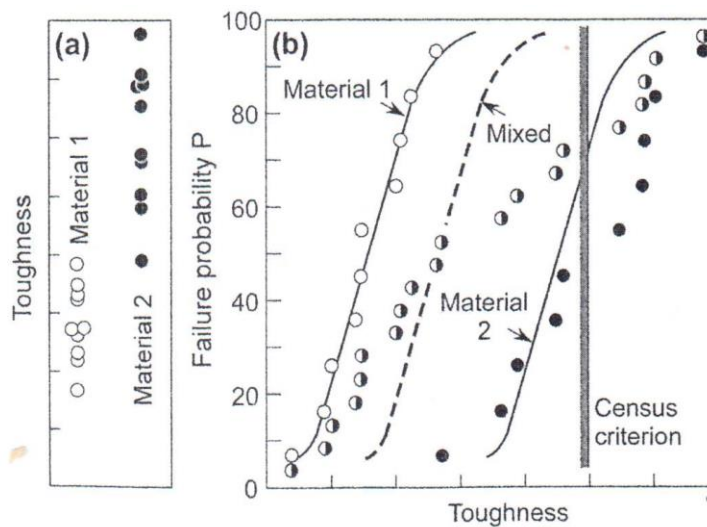 (a)
Toughness
Material 1
Material 2
(b)
100
80
60
40
20
0
Failure probability P
Material 1
Mixed
Material
2
Census
criterion
Toughness